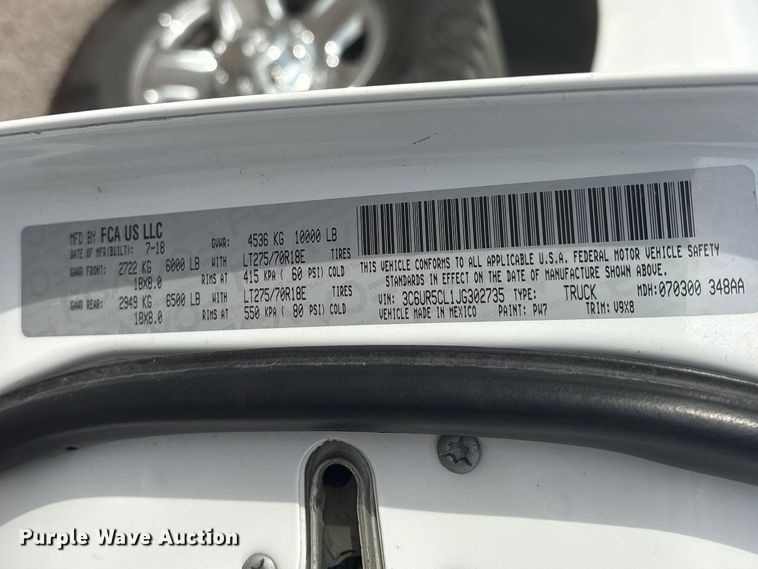 MFD BY FCA US LLC
DATE OF MFR(BUILT): 7-18 GVWR: 4536 KG 10000 LB
GAWR FRONT: 2722 KG 6000 LB LT275/70R18E TIRES
18X8.0 RIMS AT 415 KPA ( 60 PSI) COLD
GAWR REAR: 2949 KG 6500 LB LT275/70R18E TIRES
18X8.0 RIMS AT 550 KPA ( 80 PSI) COLD
THIS VEHICLE CONFORMS TO ALL APPLICABLE U.S.A. FEDERAL MOTOR VEHICLE SAFETY
STANDARDS IN EFFECT ON THE DATE OF MANUFACTURE SHOWN ABOVE.
VIN: 3C6UR5CL1JG302735 TYPE: TRUCK MDH: 070300 348AA
VEHICLE MADE IN MEXICO PAINT: PW7 TRIM: V9X8
Purple Wave Auction